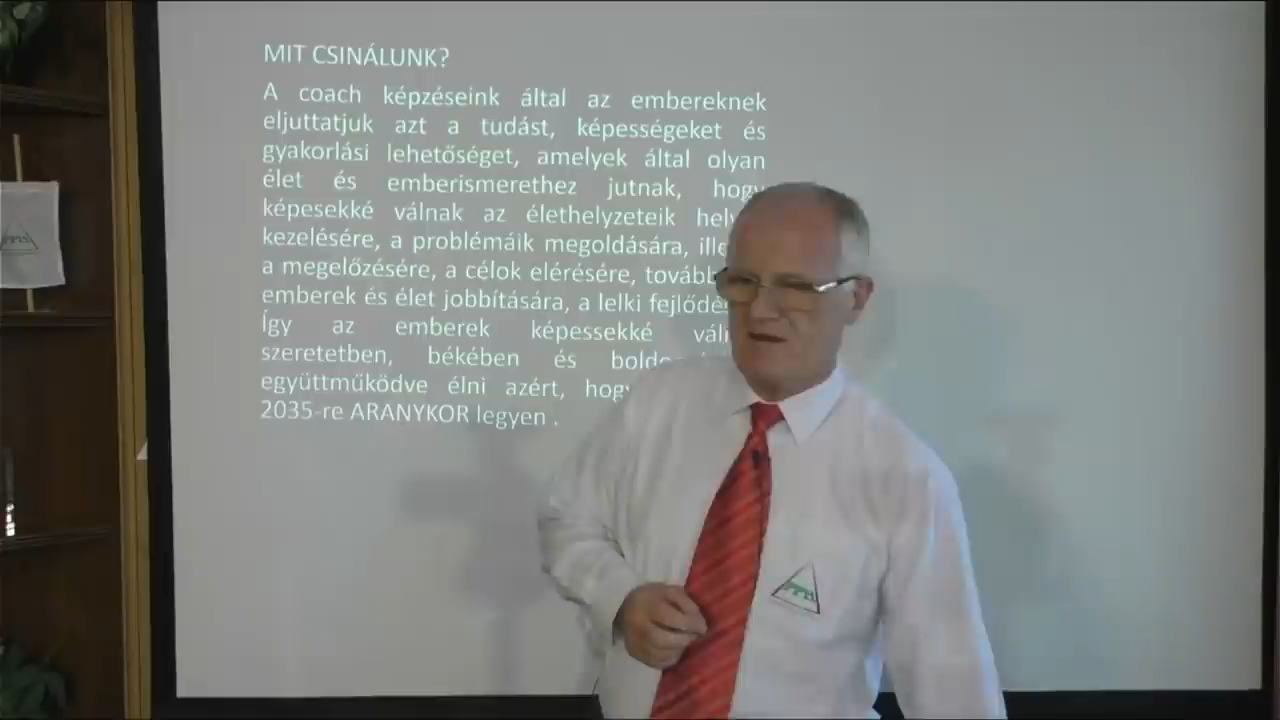 MIT CSINÁLUNK?
A coach képzéseink által az embereknek
eljuttatjuk azt a tudást, képességeket és
gyakorlási lehetőséget, amelyek által olyan
élet és emberismerethez jutnak, hogy
képesekké válnak az élethelyzeteik
kezelésére, a problémáik megoldására,
a megelőzésére, a célok elérésére,
emberek és élet jobbítására, a lelki
Így az emberek képessekké
szeretetben, békében és
együttműködve élni azért,
2035-re ARANYKOR legyen .